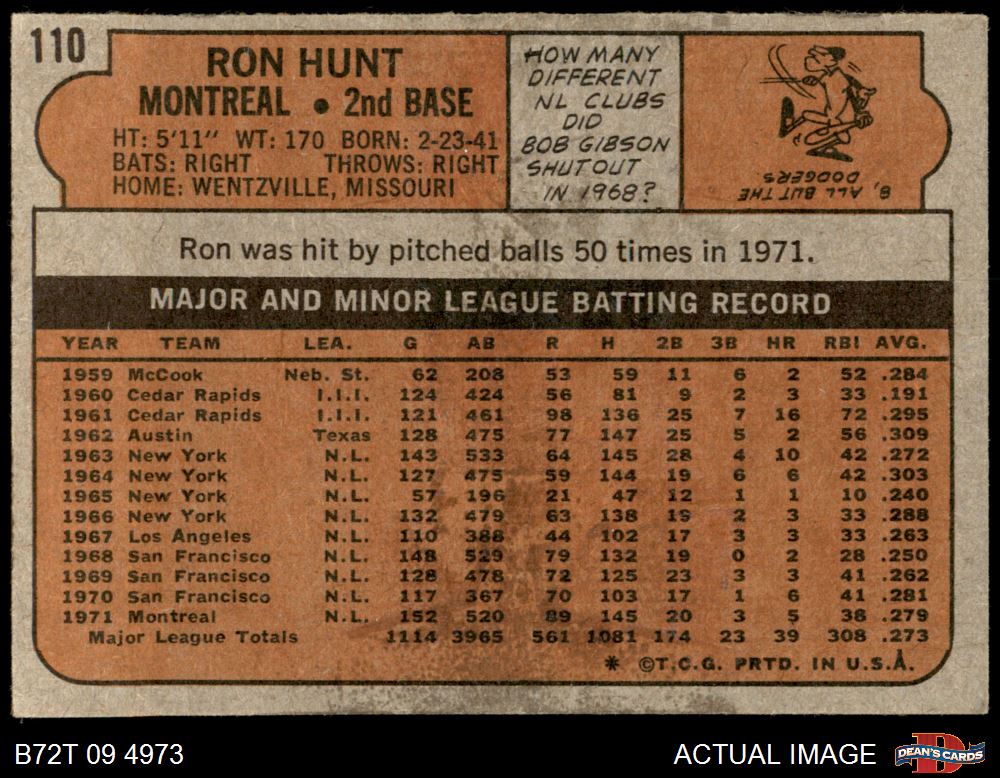 110
RON HUNT
MONTREAL • 2nd BASE
HT: 5'11" WT: 170 BORN: 2-23-41
BATS: RIGHT THROWS: RIGHT
HOME: WENTZVILLE, MISSOURI
HOW MANY
DIFFERENT
NL CLUBS
DID
BOB GIBSON
SHUTOUT
IN 1968?
8, ALL BUT THE
DODGERS.
Ron was hit by pitched balls 50 times in 1971.
MAJOR AND MINOR LEAGUE BATTING RECORD
YEAR TEAM LEA. G AB R H 2B 3B HR RBI AVG.
1959 McCook Neb. St. 62 208 53 59 11 6 2 52 .284
1960 Cedar Rapids I.I.I. 124 424 56 81 9 2 3 33 .191
1961 Cedar Rapids I.I.I. 121 461 98 136 25 7 16 72 .295
1962 Austin Texas 128 475 77 147 25 5 2 56 .309
1963 New York N.L. 143 533 64 145 28 4 10 42 .272
1964 New York N.L. 127 475 59 144 19 6 6 42 .303
1965 New York N.L. 57 196 21 47 12 1 1 10 .240
1966 New York N.L. 132 479 63 138 19 2 3 33 .288
1967 Los Angeles N.L. 110 388 44 102 17 3 3 33 .263
1968 San Francisco N.L. 148 529 79 132 19 0 2 28 .250
1969 San Francisco N.L. 128 478 72 125 23 3 3 41 .262
1970 San Francisco N.L. 117 367 70 103 17 1 6 41 .281
1971 Montreal N.L. 152 520 89 145 20 3 5 38 .279
Major League Totals 1114 3965 561 1081 174 23 39 308 .273
* ©T.C.G. PRTD. IN U.S.A.
B72T 09 4973
ACTUAL IMAGE
DEAN'S CARDS